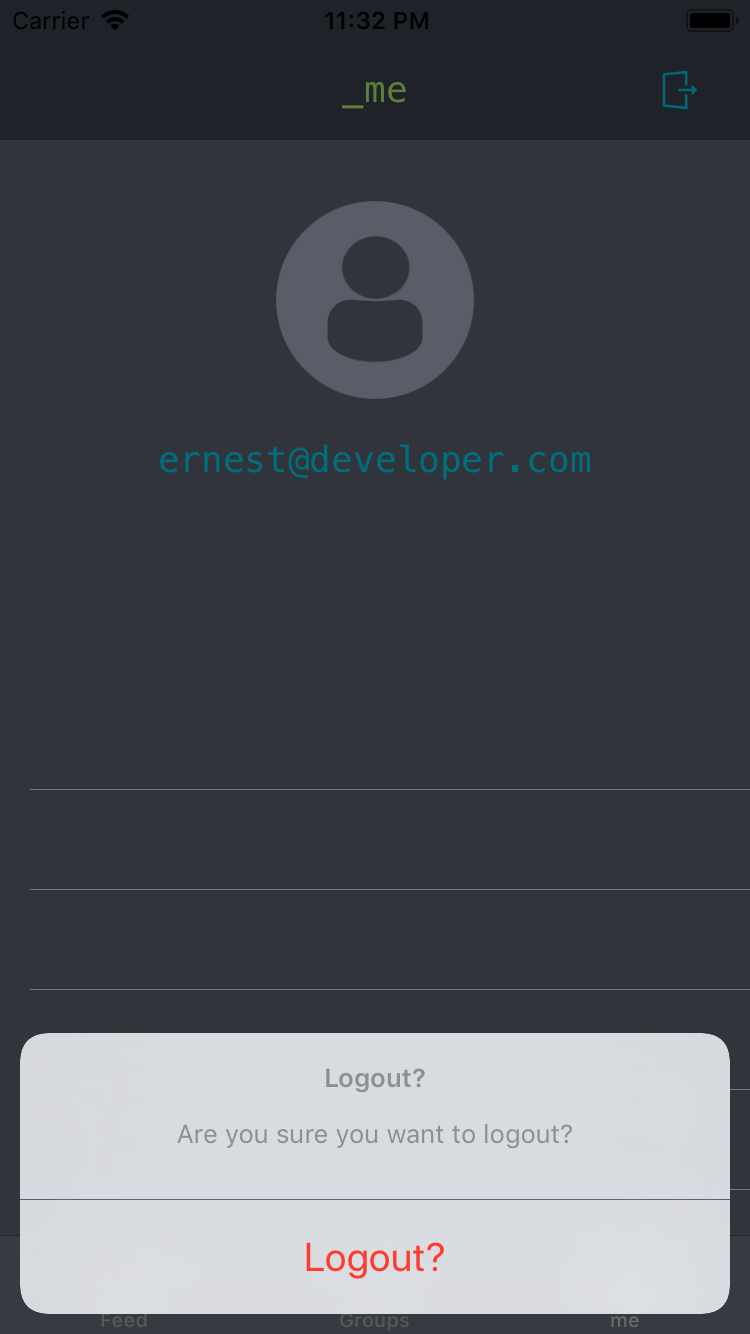 Carrier 11:32 PM
_me
ernest@developer.com
Logout?
Are you sure you want to logout?
Logout?
Feed Groups me